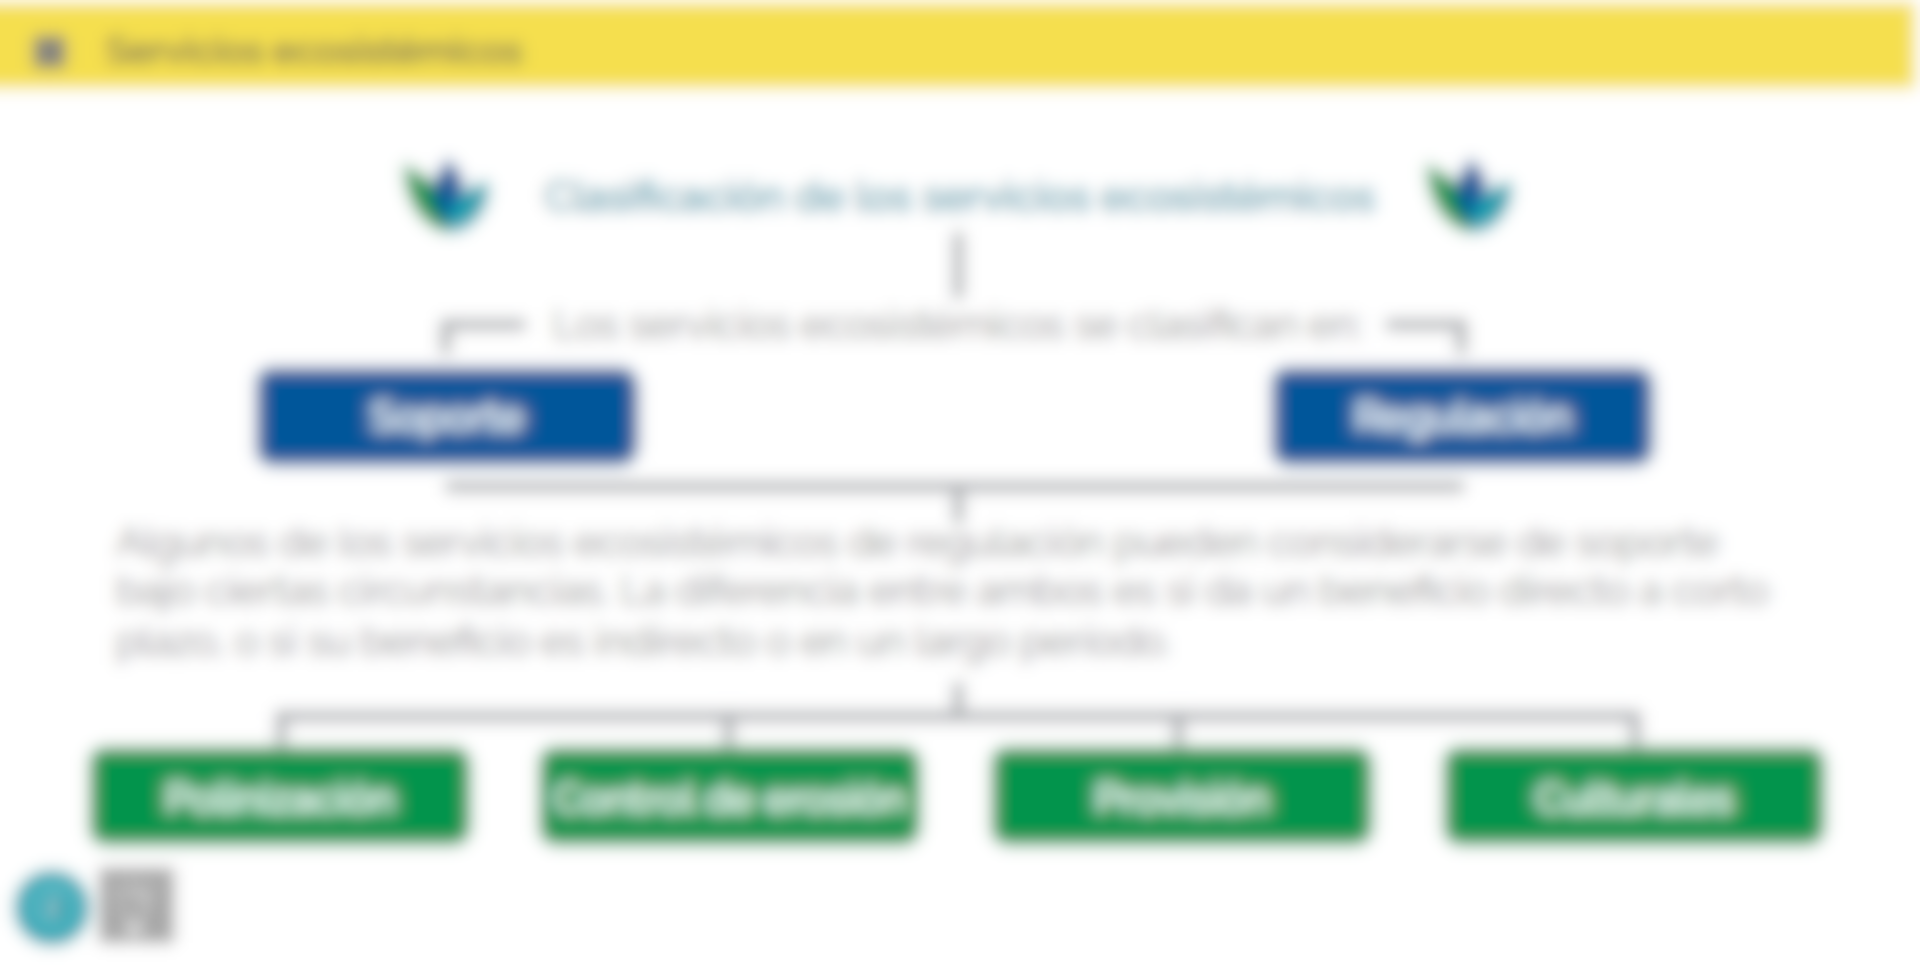 Servicios ecosistémicos
Clasificación de los servicios ecosistémicos
Los servicios ecosistémicos se clasifican en:
Soporte
Regulación
Algunos de los servicios ecosistémicos de regulación pueden considerarse de soporte
bajo ciertas circunstancias. La diferencia entre ambos es si da un beneficio directo a corto
plazo, o si su beneficio es indirecto o en un largo periodo.
Polinización
Control de erosión
Provisión
Culturales